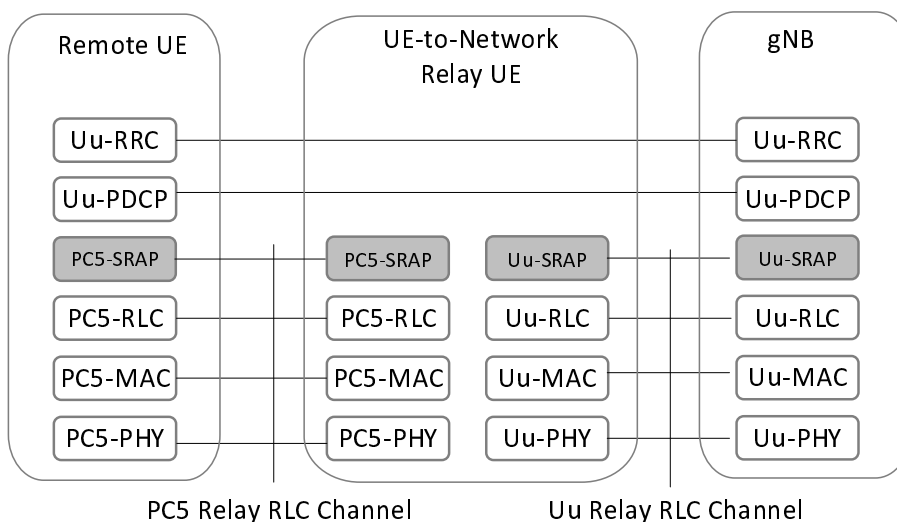 Remote UE
UE-to-Network
Relay UE
gNB
Uu-RRC
Uu-RRC
Uu-PDCP
Uu-PDCP
PC5-SRAP
PC5-SRAP
Uu-SRAP
Uu-SRAP
PC5-RLC
PC5-RLC
Uu-RLC
Uu-RLC
PC5-MAC
PC5-MAC
Uu-MAC
Uu-MAC
PC5-PHY
PC5-PHY
Uu-PHY
Uu-PHY
PC5 Relay RLC Channel
Uu Relay RLC Channel